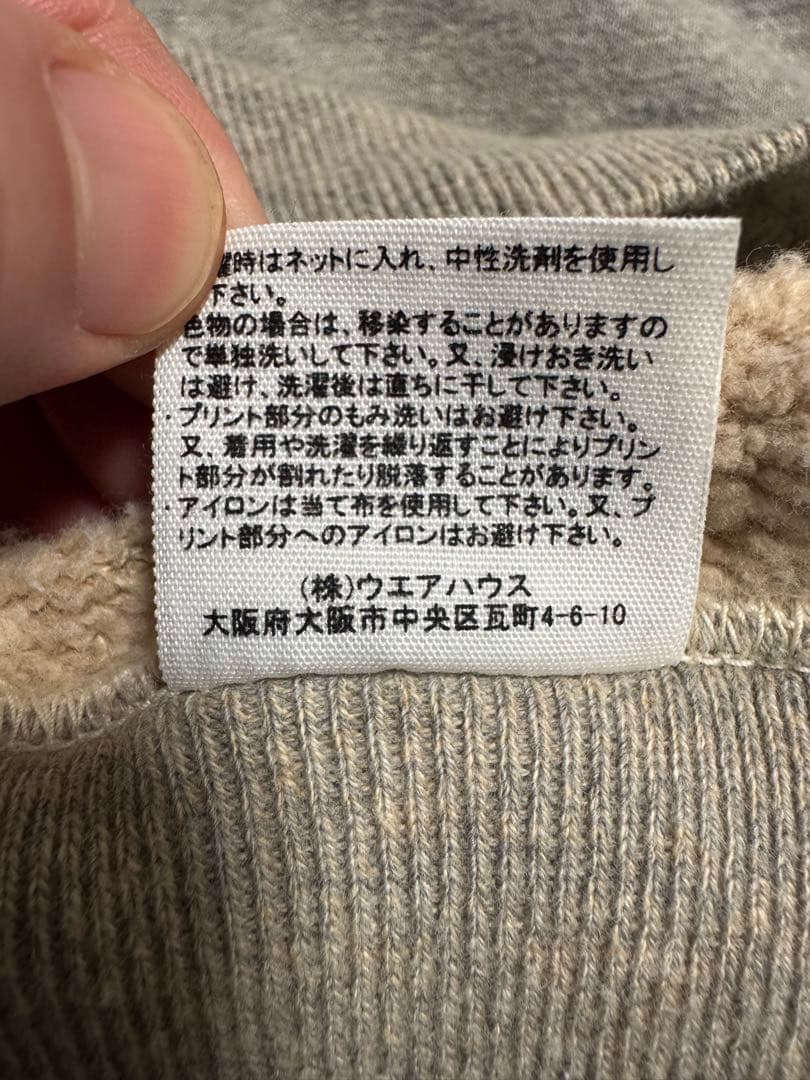 濯時はネットに入れ、中性洗剤を使用し
下さい。
色物の場合は、移染することがありますの
で単独洗いして下さい。又、浸けおき洗い
は避け、洗濯後は直ちに干して下さい。
・プリント部分のもみ洗いはお避け下さい。
又、着用や洗濯を繰り返すことによりプリン
ト部分が割れたり脱落することがあります。
・アイロンは当て布を使用して下さい。又、プ
リント部分へのアイロンはお避け下さい。
(株)ウエアハウス
大阪府大阪市中央区瓦町4-6-10